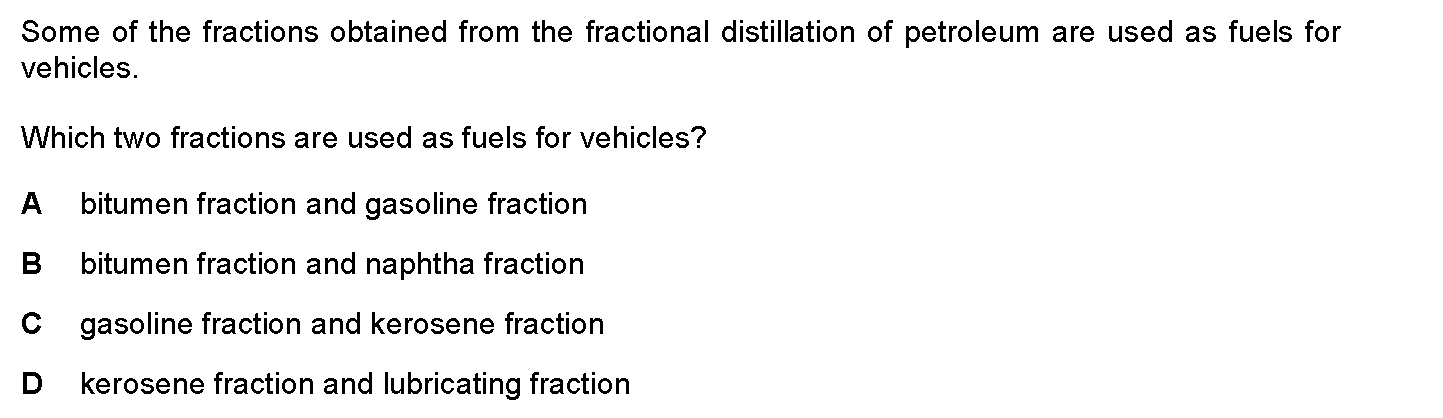 Some of the fractions obtained from the fractional distillation of petroleum are used as fuels for
vehicles.
Which two fractions are used as fuels for vehicles?
A bitumen fraction and gasoline fraction
B bitumen fraction and naphtha fraction
C gasoline fraction and kerosene fraction
D kerosene fraction and lubricating fraction